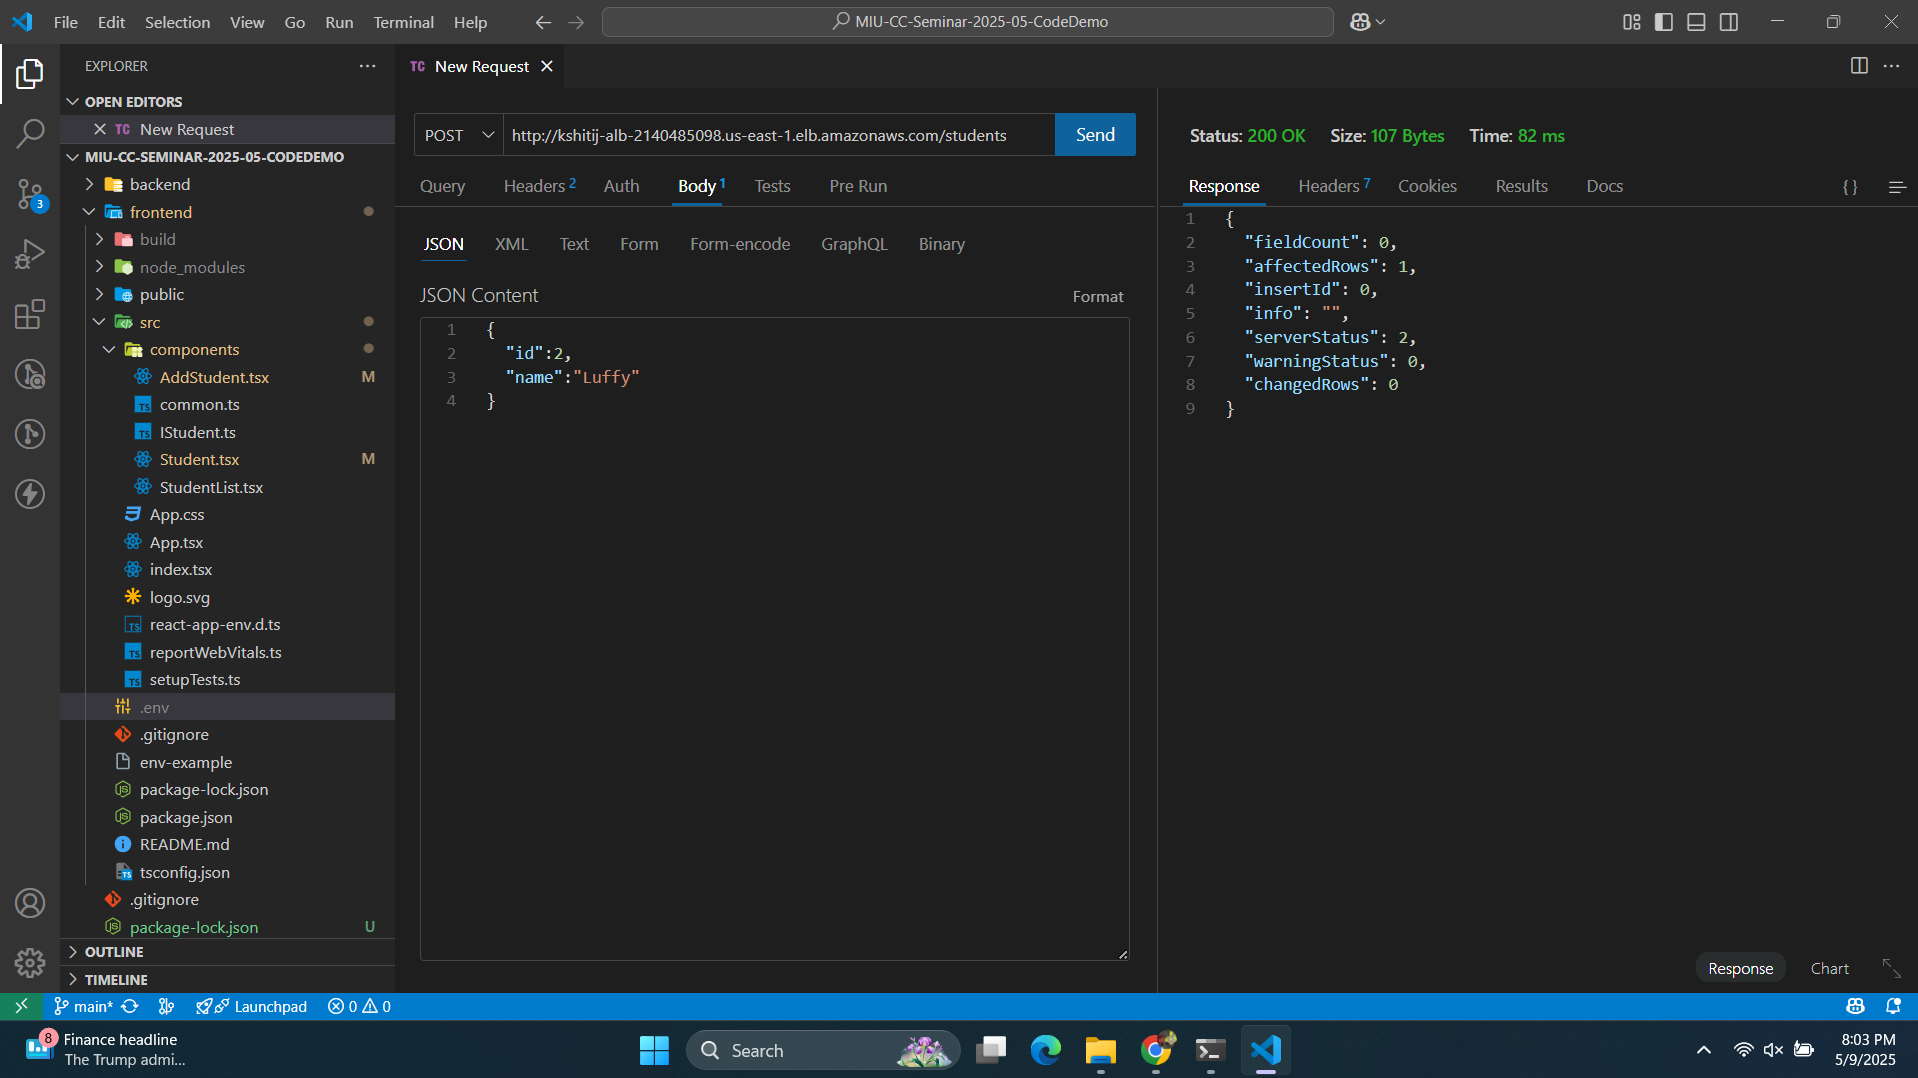 File Edit Selection View Go Run Terminal Help
MIU-CC-Seminar-2025-05-CodeDemo
EXPLORER
OPEN EDITORS
TC New Request
MIU-CC-SEMINAR-2025-05-CODEDEMO
backend
frontend
build
node_modules
public
src
components
AddStudent.tsx M
TS common.ts
TS IStudent.ts
Student.tsx M
StudentList.tsx
App.css
App.tsx
index.tsx
logo.svg
TS react-app-env.d.ts
TS reportWebVitals.ts
TS setupTests.ts
.env
.gitignore
env-example
package-lock.json
package.json
README.md
TS tsconfig.json
.gitignore
package-lock.json U
OUTLINE
TIMELINE
3
TC New Request
POST http://kshitij-alb-2140485098.us-east-1.elb.amazonaws.com/students Send
Query Headers 2 Auth Body 1 Tests Pre Run
JSON XML Text Form Form-encode GraphQL Binary
JSON Content Format
1 {
2 "id":2,
3 "name":"Luffy"
4 }
Status: 200 OK Size: 107 Bytes Time: 82 ms
Response Headers 7 Cookies Results Docs { }
1 {
2 "fieldCount": 0,
3 "affectedRows": 1,
4 "insertId": 0,
5 "info": "",
6 "serverStatus": 2,
7 "warningStatus": 0,
8 "changedRows": 0
9 }
Response Chart
main* Launchpad 0 0
8 Finance headline
The Trump admi...
Search
8:03 PM
5/9/2025